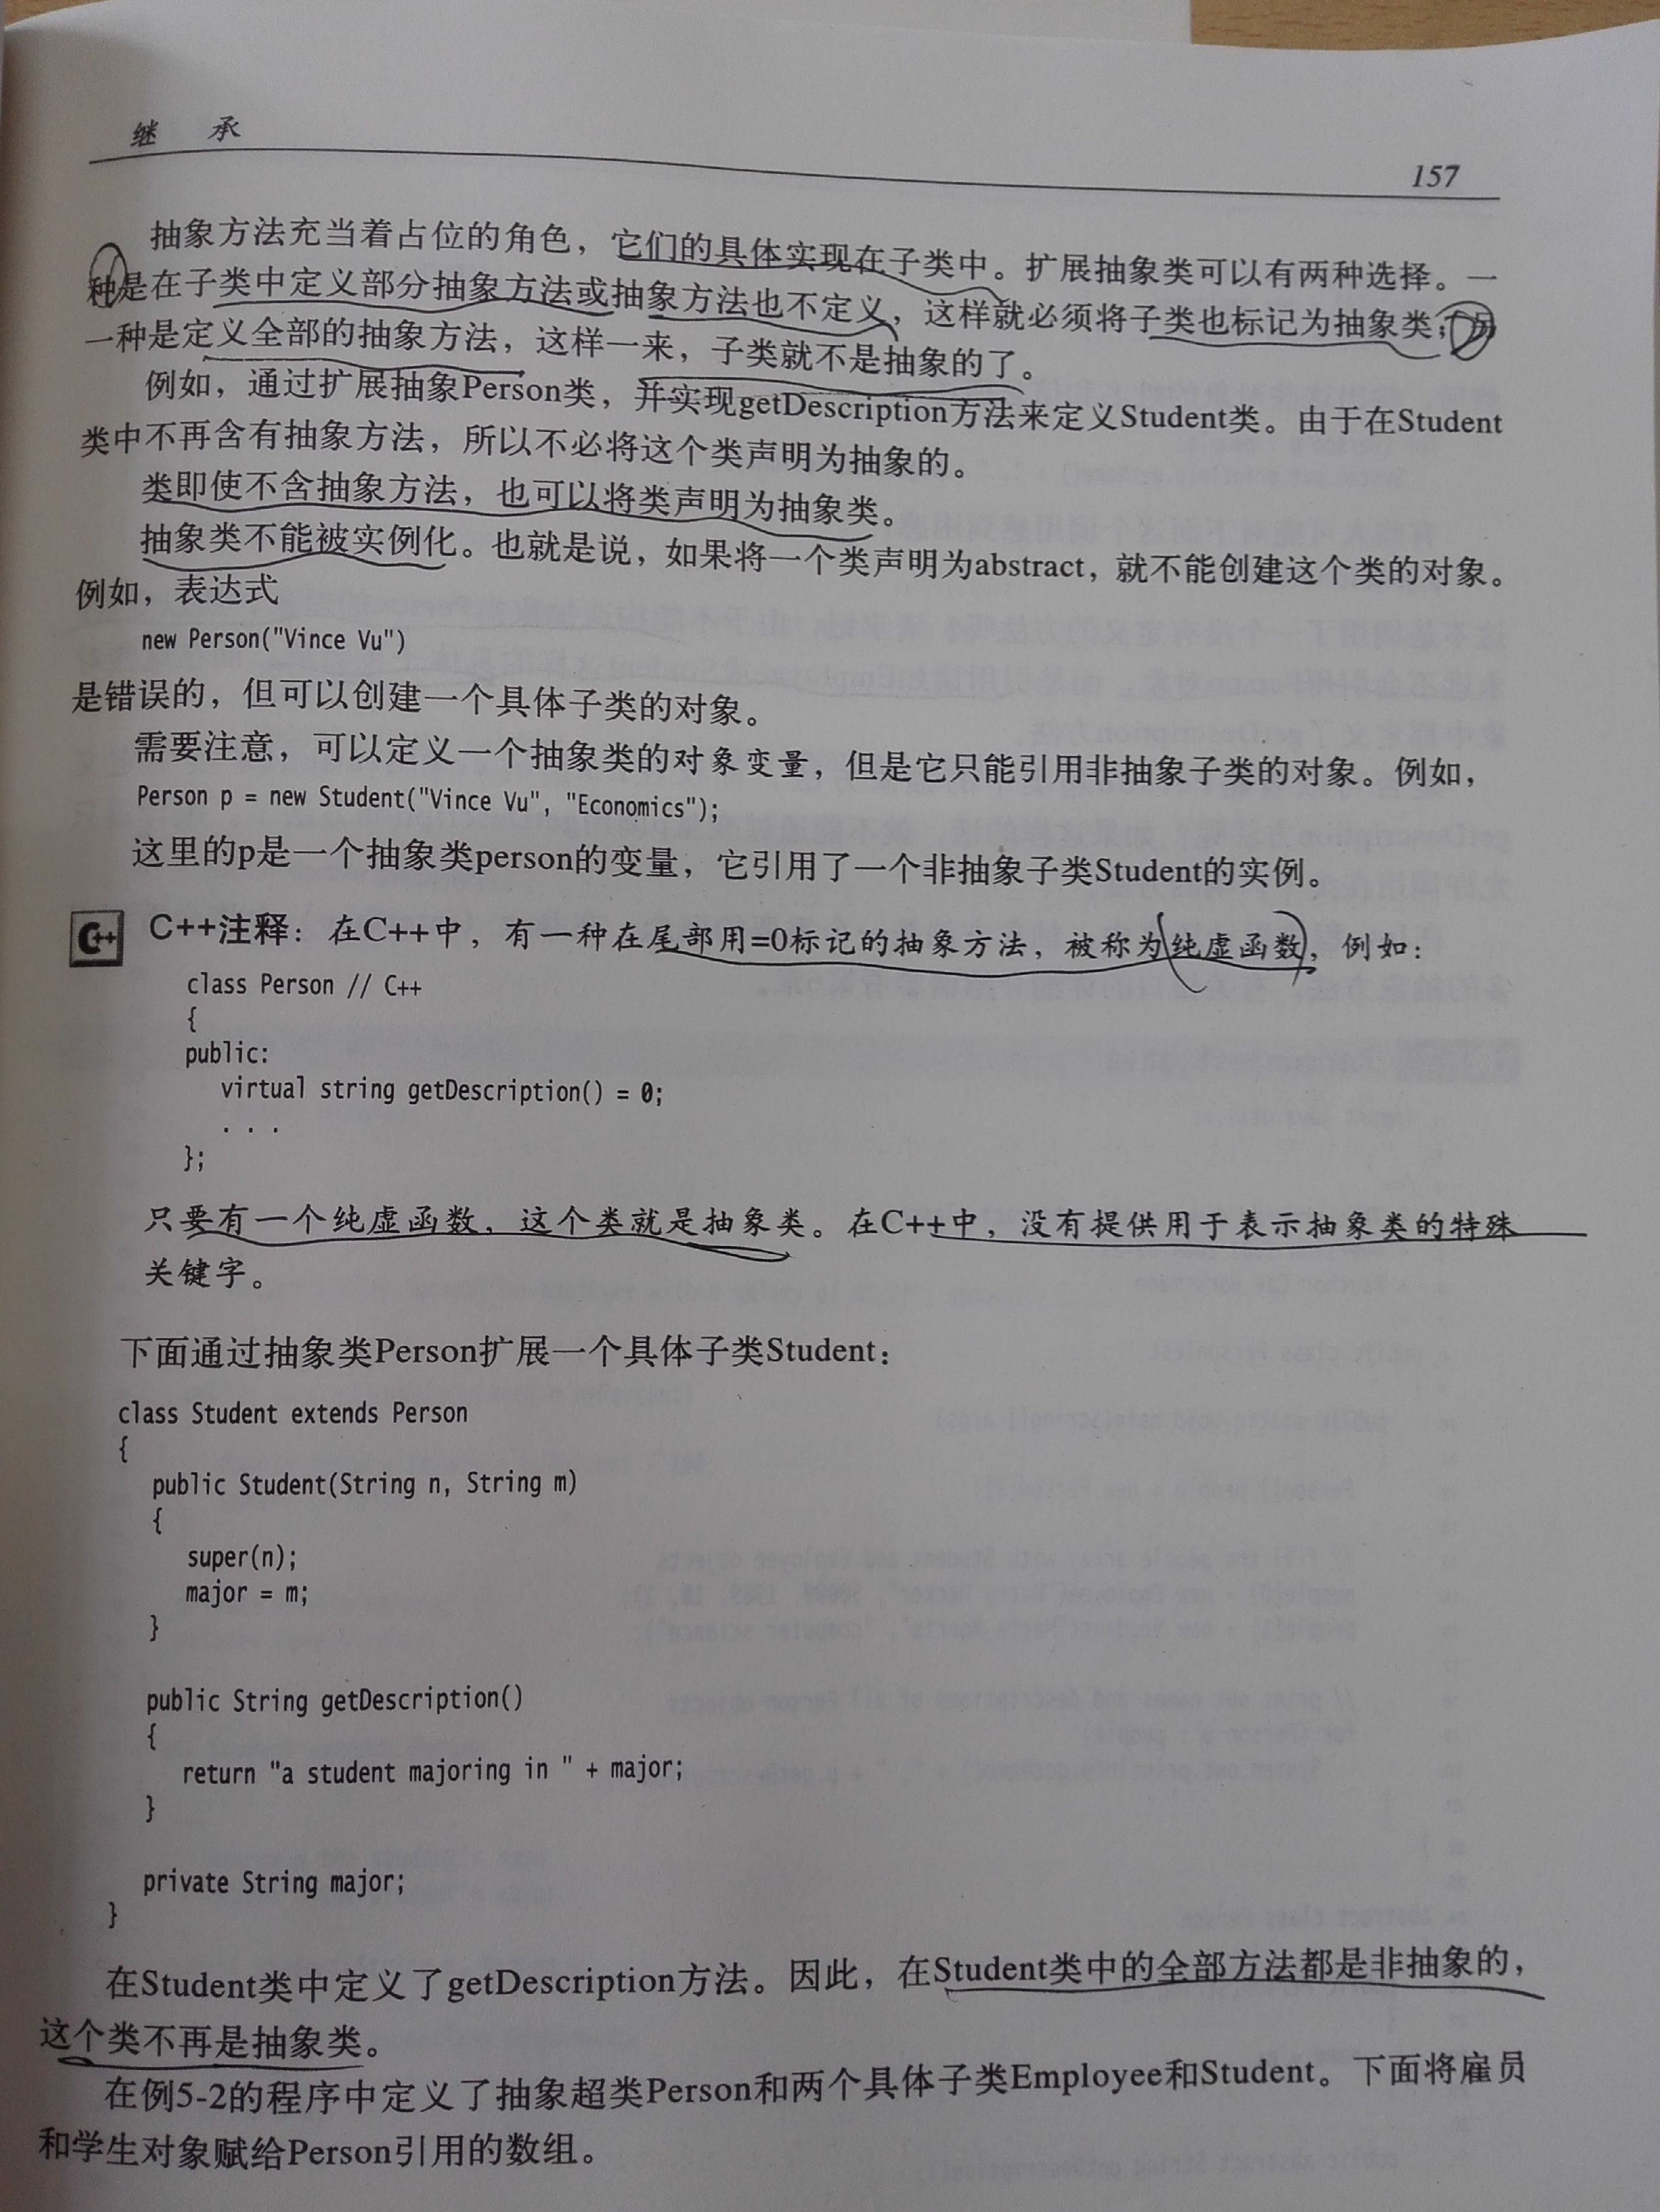 继 承
157
抽象方法充当着占位的角色，它们的具体实现在子类中。扩展抽象类可以有两种选择。一
种是在子类中定义部分抽象方法或抽象方法也不定义，这样就必须将子类也标记为抽象类；另
一种是定义全部的抽象方法，这样一来，子类就不是抽象的了。
例如，通过扩展抽象Person类，并实现getDescription方法来定义Student类。由于在Student
类中不再含有抽象方法，所以不必将这个类声明为抽象的。
类即使不含抽象方法，也可以将类声明为抽象类。
抽象类不能被实例化。也就是说，如果将一个类声明为abstract，就不能创建这个类的对象。
例如，表达式
new Person("Vince Vu")
是错误的，但可以创建一个具体子类的对象。
需要注意，可以定义一个抽象类的对象变量，但是它只能引用非抽象子类的对象。例如，
Person p = new Student("Vince Vu", "Economics");
这里的p是一个抽象类person的变量，它引用了一个非抽象子类Student的实例。
C++
C++注释：在C++中，有一种在尾部用=0标记的抽象方法，被称为纯虚函数，例如：
class Person // C++
{
public:
virtual string getDescription() = 0;
. . .
};
只要有一个纯虚函数，这个类就是抽象类。在C++中，没有提供用于表示抽象类的特殊
关键字。
下面通过抽象类Person扩展一个具体子类Student：
class Student extends Person
{
public Student(String n, String m)
{
super(n);
major = m;
}
public String getDescription()
{
return "a student majoring in " + major;
}
private String major;
}
在Student类中定义了getDescription方法。因此，在Student类中的全部方法都是非抽象的，
这个类不再是抽象类。
在例5-2的程序中定义了抽象超类Person和两个具体子类Employee和Student。下面将雇员
和学生对象赋给Person引用的数组。